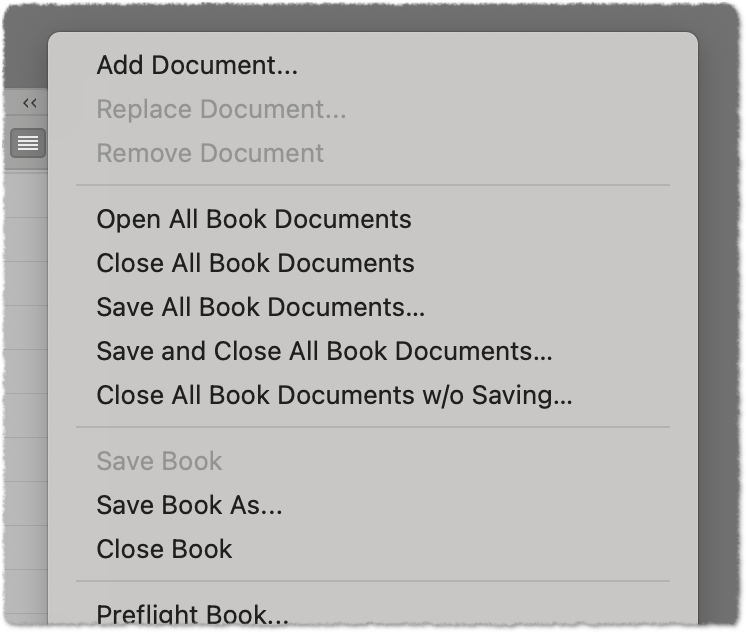 <<
Add Document...
Replace Document...
Remove Document
Open All Book Documents
Close All Book Documents
Save All Book Documents...
Save and Close All Book Documents...
Close All Book Documents w/o Saving...
Save Book
Save Book As...
Close Book
Preflight Book...